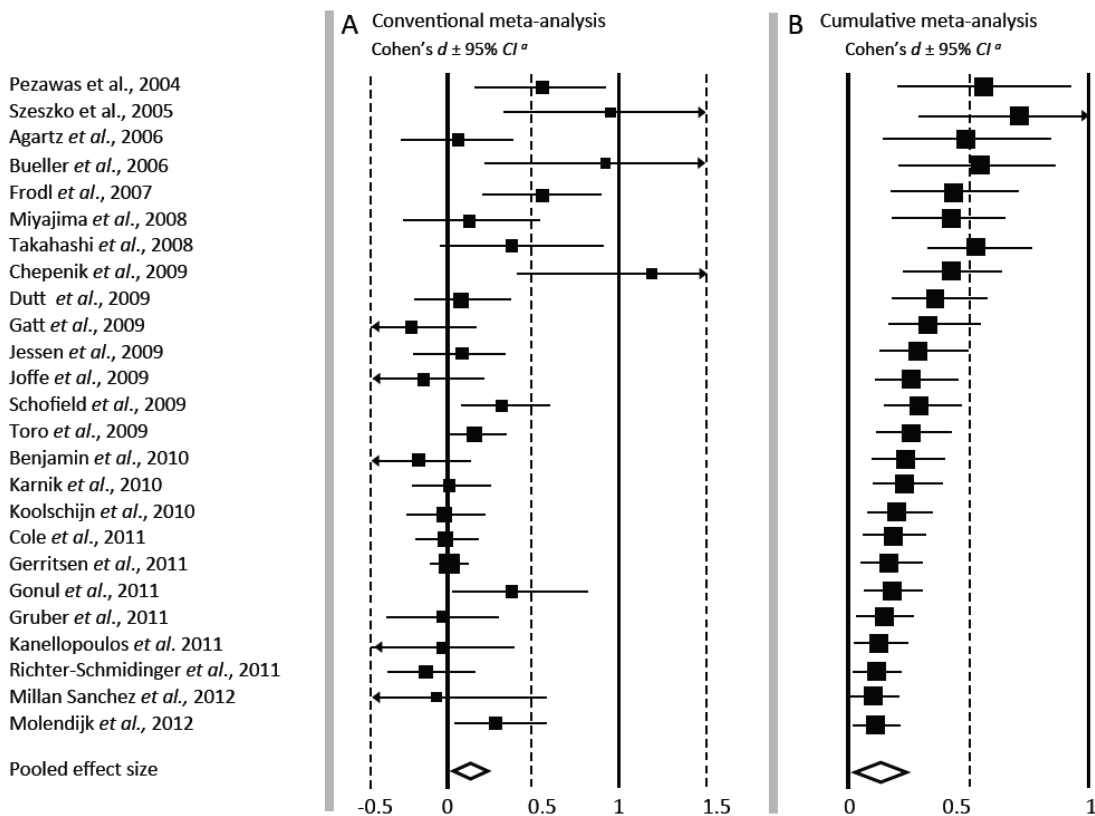 A Conventional meta-analysis
Cohen's d ± 95% CI a
B Cumulative meta-analysis
Cohen's d ± 95% CI a
Pezawas et al., 2004
Szeszko et al., 2005
Agartz et al., 2006
Bueller et al., 2006
Frodl et al., 2007
Miyajima et al., 2008
Takahashi et al., 2008
Chepenik et al., 2009
Dutt et al., 2009
Gatt et al., 2009
Jessen et al., 2009
Joffe et al., 2009
Schofield et al., 2009
Toro et al., 2009
Benjamin et al., 2010
Karnik et al., 2010
Koolschijn et al., 2010
Cole et al., 2011
Gerritsen et al., 2011
Gonul et al., 2011
Gruber et al., 2011
Kanellopoulos et al. 2011
Richter-Schmidinger et al., 2011
Millan Sanchez et al., 2012
Molendijk et al., 2012
Pooled effect size
-0.5 0 0.5 1 1.5
0 0.5 1